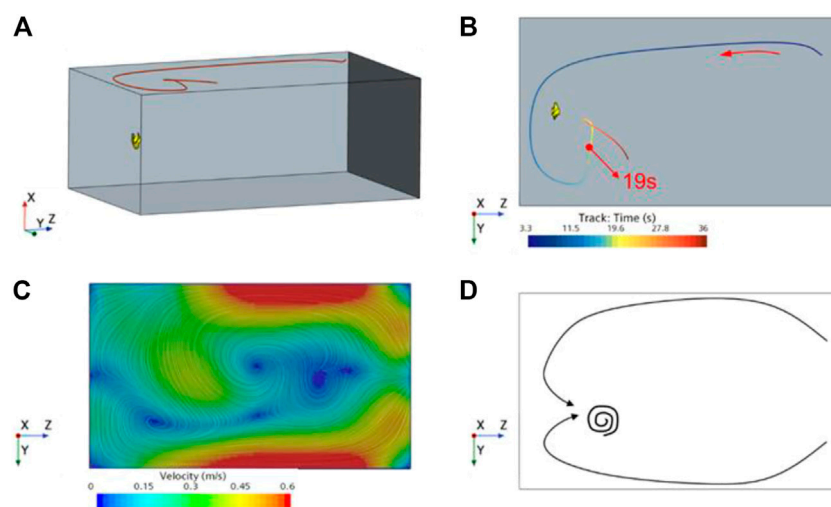 A
X
Y
Z
B
19s
X
Z
Y
Track: Time (s)
3.3 11.5 19.6 27.8 36
C
X
Z
Y
Velocity (m/s)
0 0.15 0.3 0.45 0.6
D
X
Z
Y